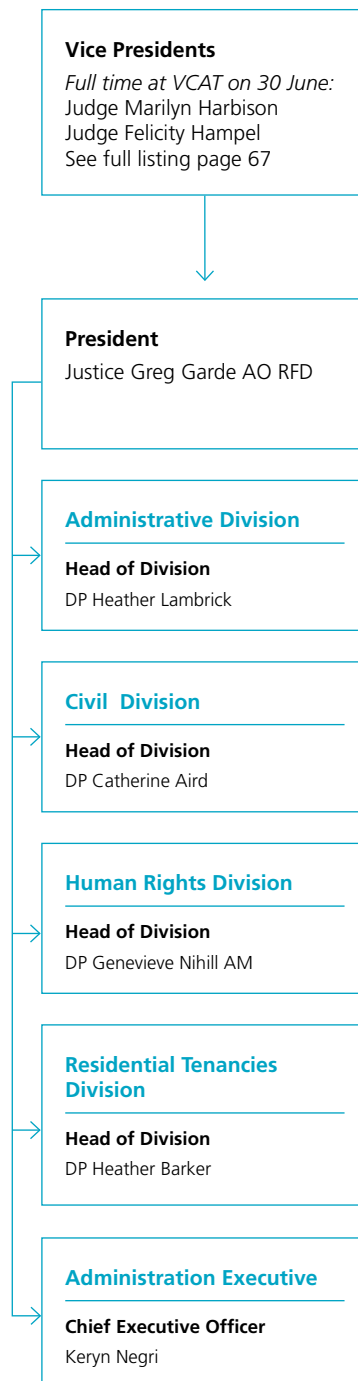 Vice Presidents
Full time at VCAT on 30 June:
Judge Marilyn Harbison
Judge Felicity Hampel
See full listing page 67
President
Justice Greg Garde AO RFD
Administrative Division
Head of Division
DP Heather Lambrick
Civil Division
Head of Division
DP Catherine Aird
Human Rights Division
Head of Division
DP Genevieve Nihill AM
Residential Tenancies
Division
Head of Division
DP Heather Barker
Administration Executive
Chief Executive Officer
Keryn Negri